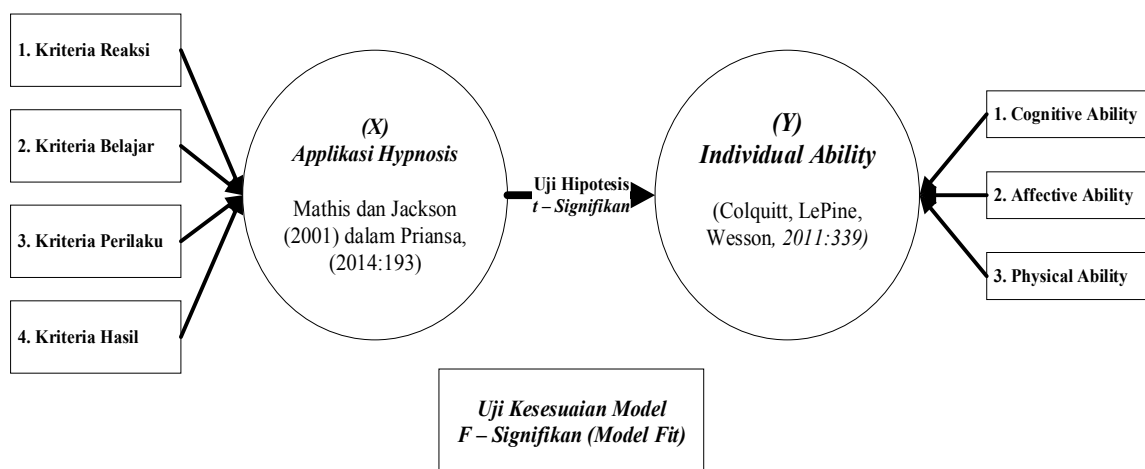 1. Kriteria Reaksi
2. Kriteria Belajar
3. Kriteria Perilaku
4. Kriteria Hasil
(X)
Applikasi Hypnosis
Mathis dan Jackson
(2001) dalam Priansa,
(2014:193)
Uji Hipotesis
t – Signifikan
(Y)
Individual Ability
(Colquitt, LePine,
Wesson, 2011:339)
1. Cognitive Ability
2. Affective Ability
3. Physical Ability
Uji Kesesuaian Model
F – Signifikan (Model Fit)